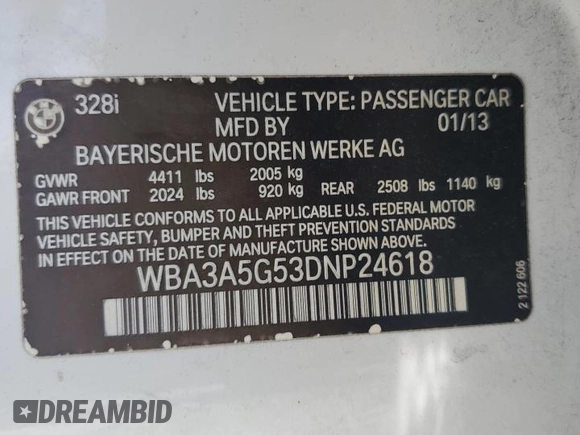 BMW
328i VEHICLE TYPE: PASSENGER CAR
MFD BY 01/13
BAYERISCHE MOTOREN WERKE AG
GVWR 4411 lbs 2005 kg
GAWR FRONT 2024 lbs 920 kg REAR 2508 lbs 1140 kg
THIS VEHICLE CONFORMS TO ALL APPLICABLE U.S. FEDERAL MOTOR
VEHICLE SAFETY, BUMPER AND THEFT PREVENTION STANDARDS
IN EFFECT ON THE DATE OF MANUFACTURE SHOWN ABOVE.
WBA3A5G53DNP24618
2 122 606
DREAMBID